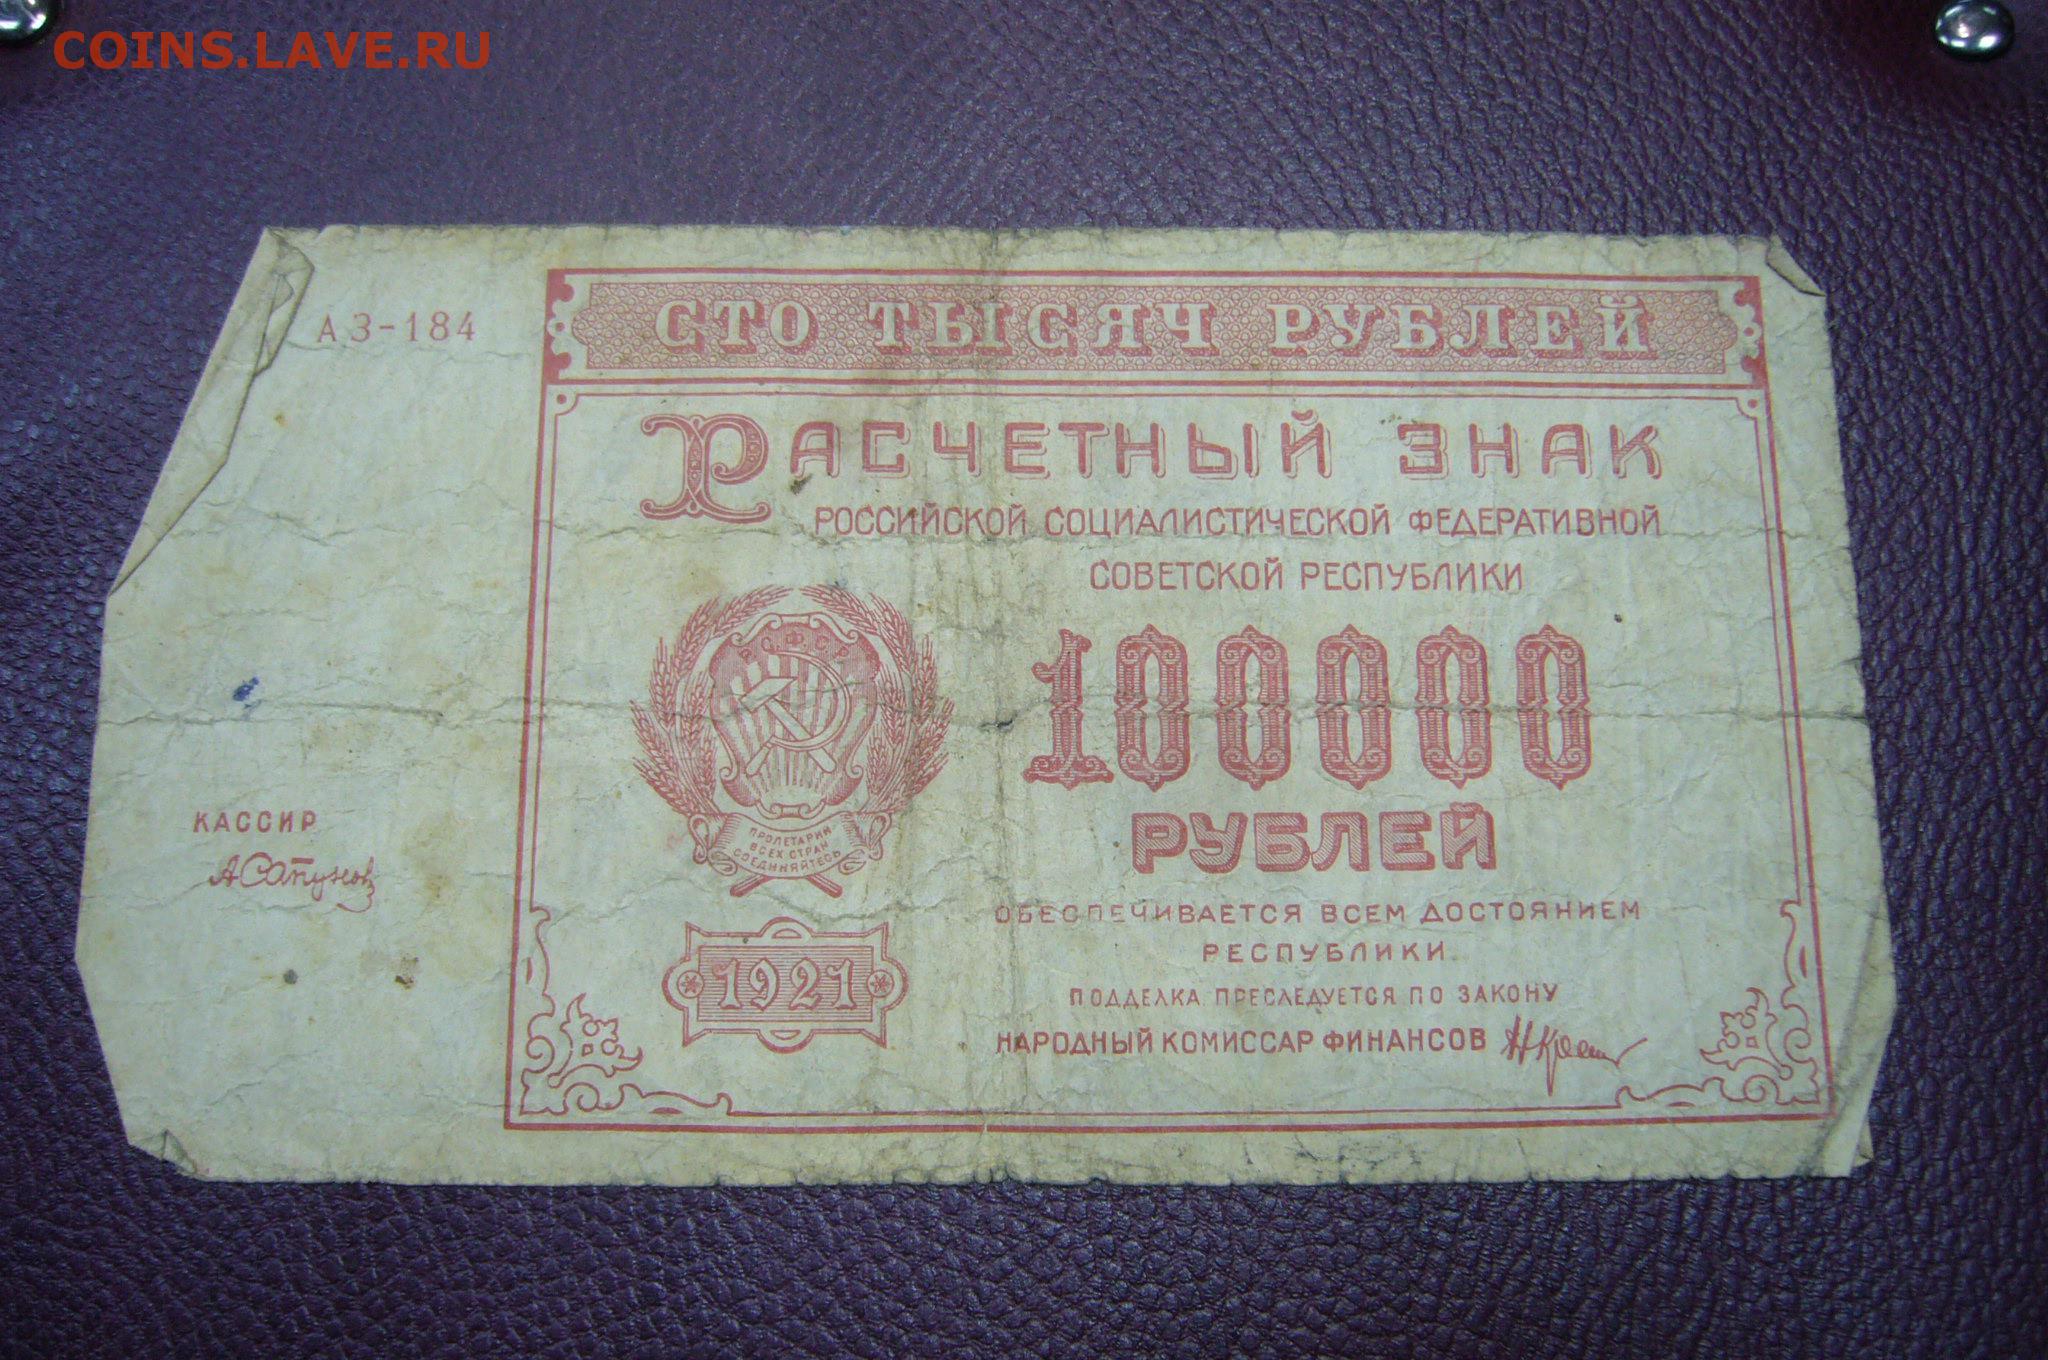 COINS.LAVE.RU
АЗ-184
СТО ТЫСЯЧ РУБЛЕЙ
РАСЧЕТНЫЙ ЗНАК
РОССИЙСКОЙ СОЦИАЛИСТИЧЕСКОЙ ФЕДЕРАТИВНОЙ
СОВЕТСКОЙ РЕСПУБЛИКИ
Р.С.Ф.С.Р.
100000
РУБЛЕЙ
ПРОЛЕТАРИИ
ВСЕХ СТРАН
СОЕДИНЯЙТЕСЬ
КАССИР
АСапунов
1921
ОБЕСПЕЧИВАЕТСЯ ВСЕМ ДОСТОЯНИЕМ
РЕСПУБЛИКИ.
ПОДДЕЛКА ПРЕСЛЕДУЕТСЯ ПО ЗАКОНУ
НАРОДНЫЙ КОМИССАР ФИНАНСОВ